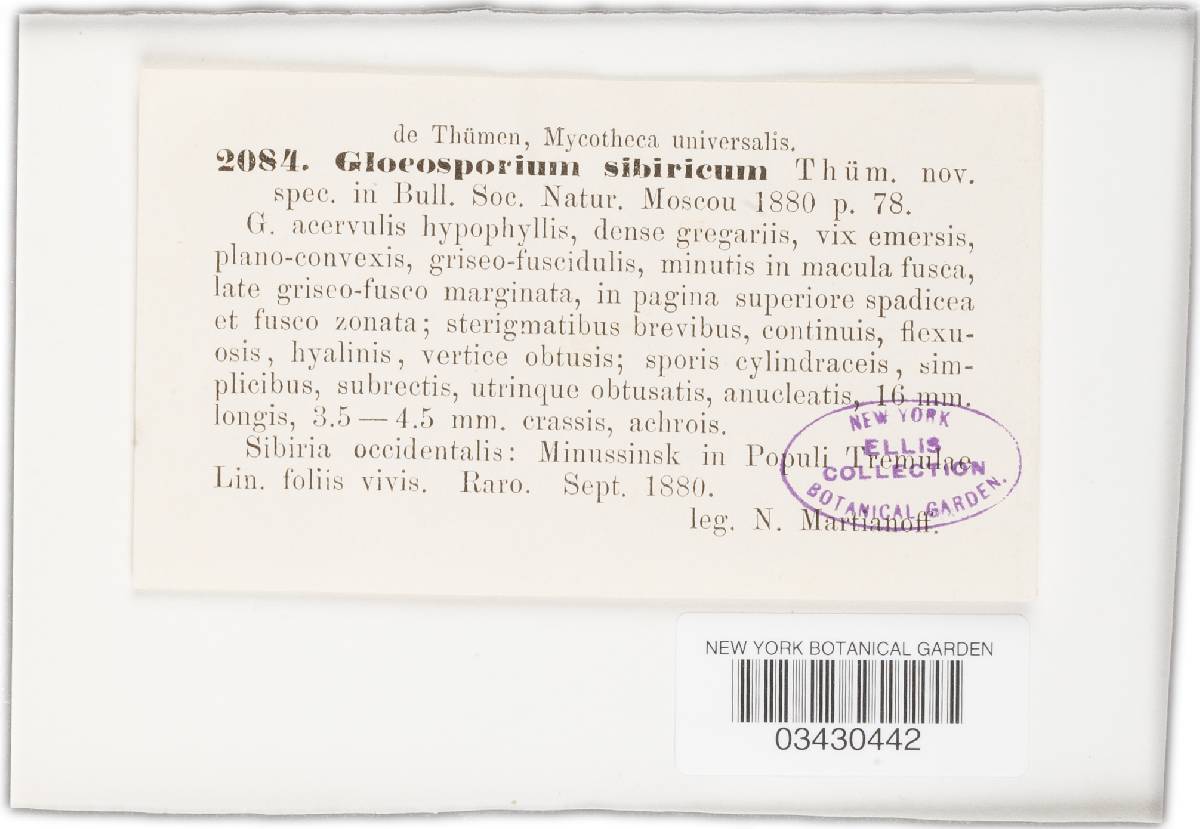 de Thümen, Mycotheca universalis.
2084. Gloeosporium sibiricum Thüm. nov.
spec. in Bull. Soc. Natur. Moscou 1880 p. 78.
G. acervulis hypophyllis, dense gregariis, vix emersis,
plano-convexis, griseo-fuscidulis, minutis in macula fusca,
late griseo-fusco marginata, in pagina superiore spadicea
et fusco zonata; sterigmatibus brevibus, continuis, flexu-
osis, hyalinis, vertice obtusis; sporis cylindraceis, sim-
plicibus, subrectis, utrinque obtusatis, anucleatis, 16 mm.
longis, 3.5 — 4.5 mm. crassis, achrois.
Sibiria occidentalis: Minussinsk in Populi Tremulae
Lin. foliis vivis. Raro. Sept. 1880.
leg. N. Martianoff.
NEW YORK
ELLIS
COLLECTION
BOTANICAL GARDEN.
NEW YORK BOTANICAL GARDEN
03430442